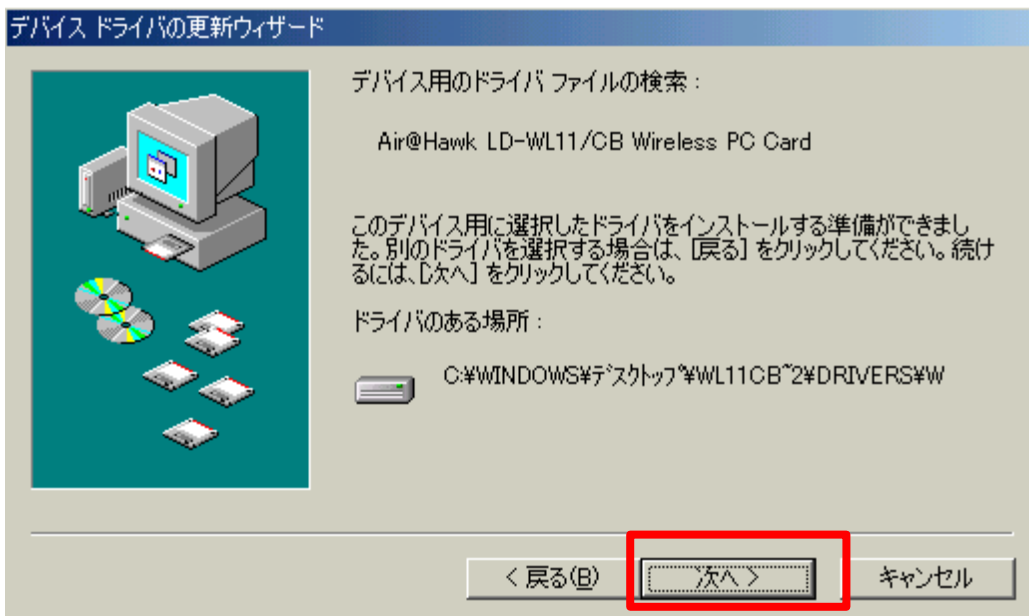 デバイス ドライバの更新ウィザード
デバイス用のドライバ ファイルの検索 :
Air@Hawk LD-WL11/CB Wireless PC Card
このデバイス用に選択したドライバをインストールする準備ができまし
た。別のドライバを選択する場合は、[戻る] をクリックしてください。続け
るには、[次へ] をクリックしてください。
ドライバのある場所 :
C:¥WINDOWS¥ﾃﾞｽｸﾄｯﾌﾟ¥WL11CB~2¥DRIVERS¥W
< 戻る(B)
次へ >
キャンセル